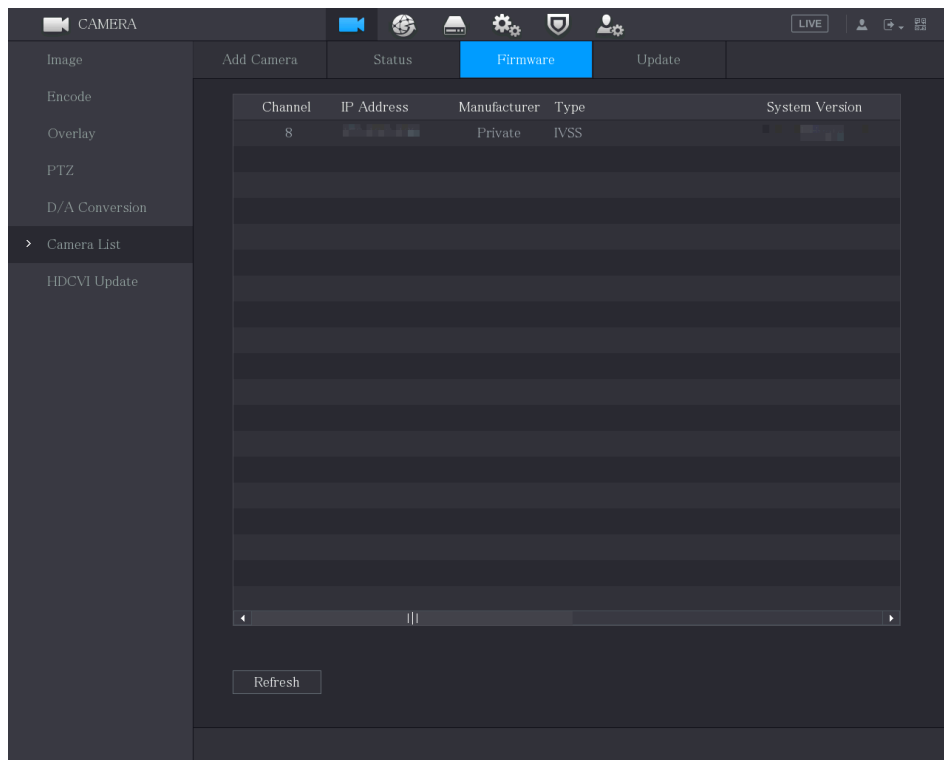 CAMERA LIVE
Image Add Camera Status Firmware Update
Encode
Overlay
PTZ
D/A Conversion
Camera List
HDCVI Update
Channel IP Address Manufacturer Type System Version
8 Private IVSS
Refresh